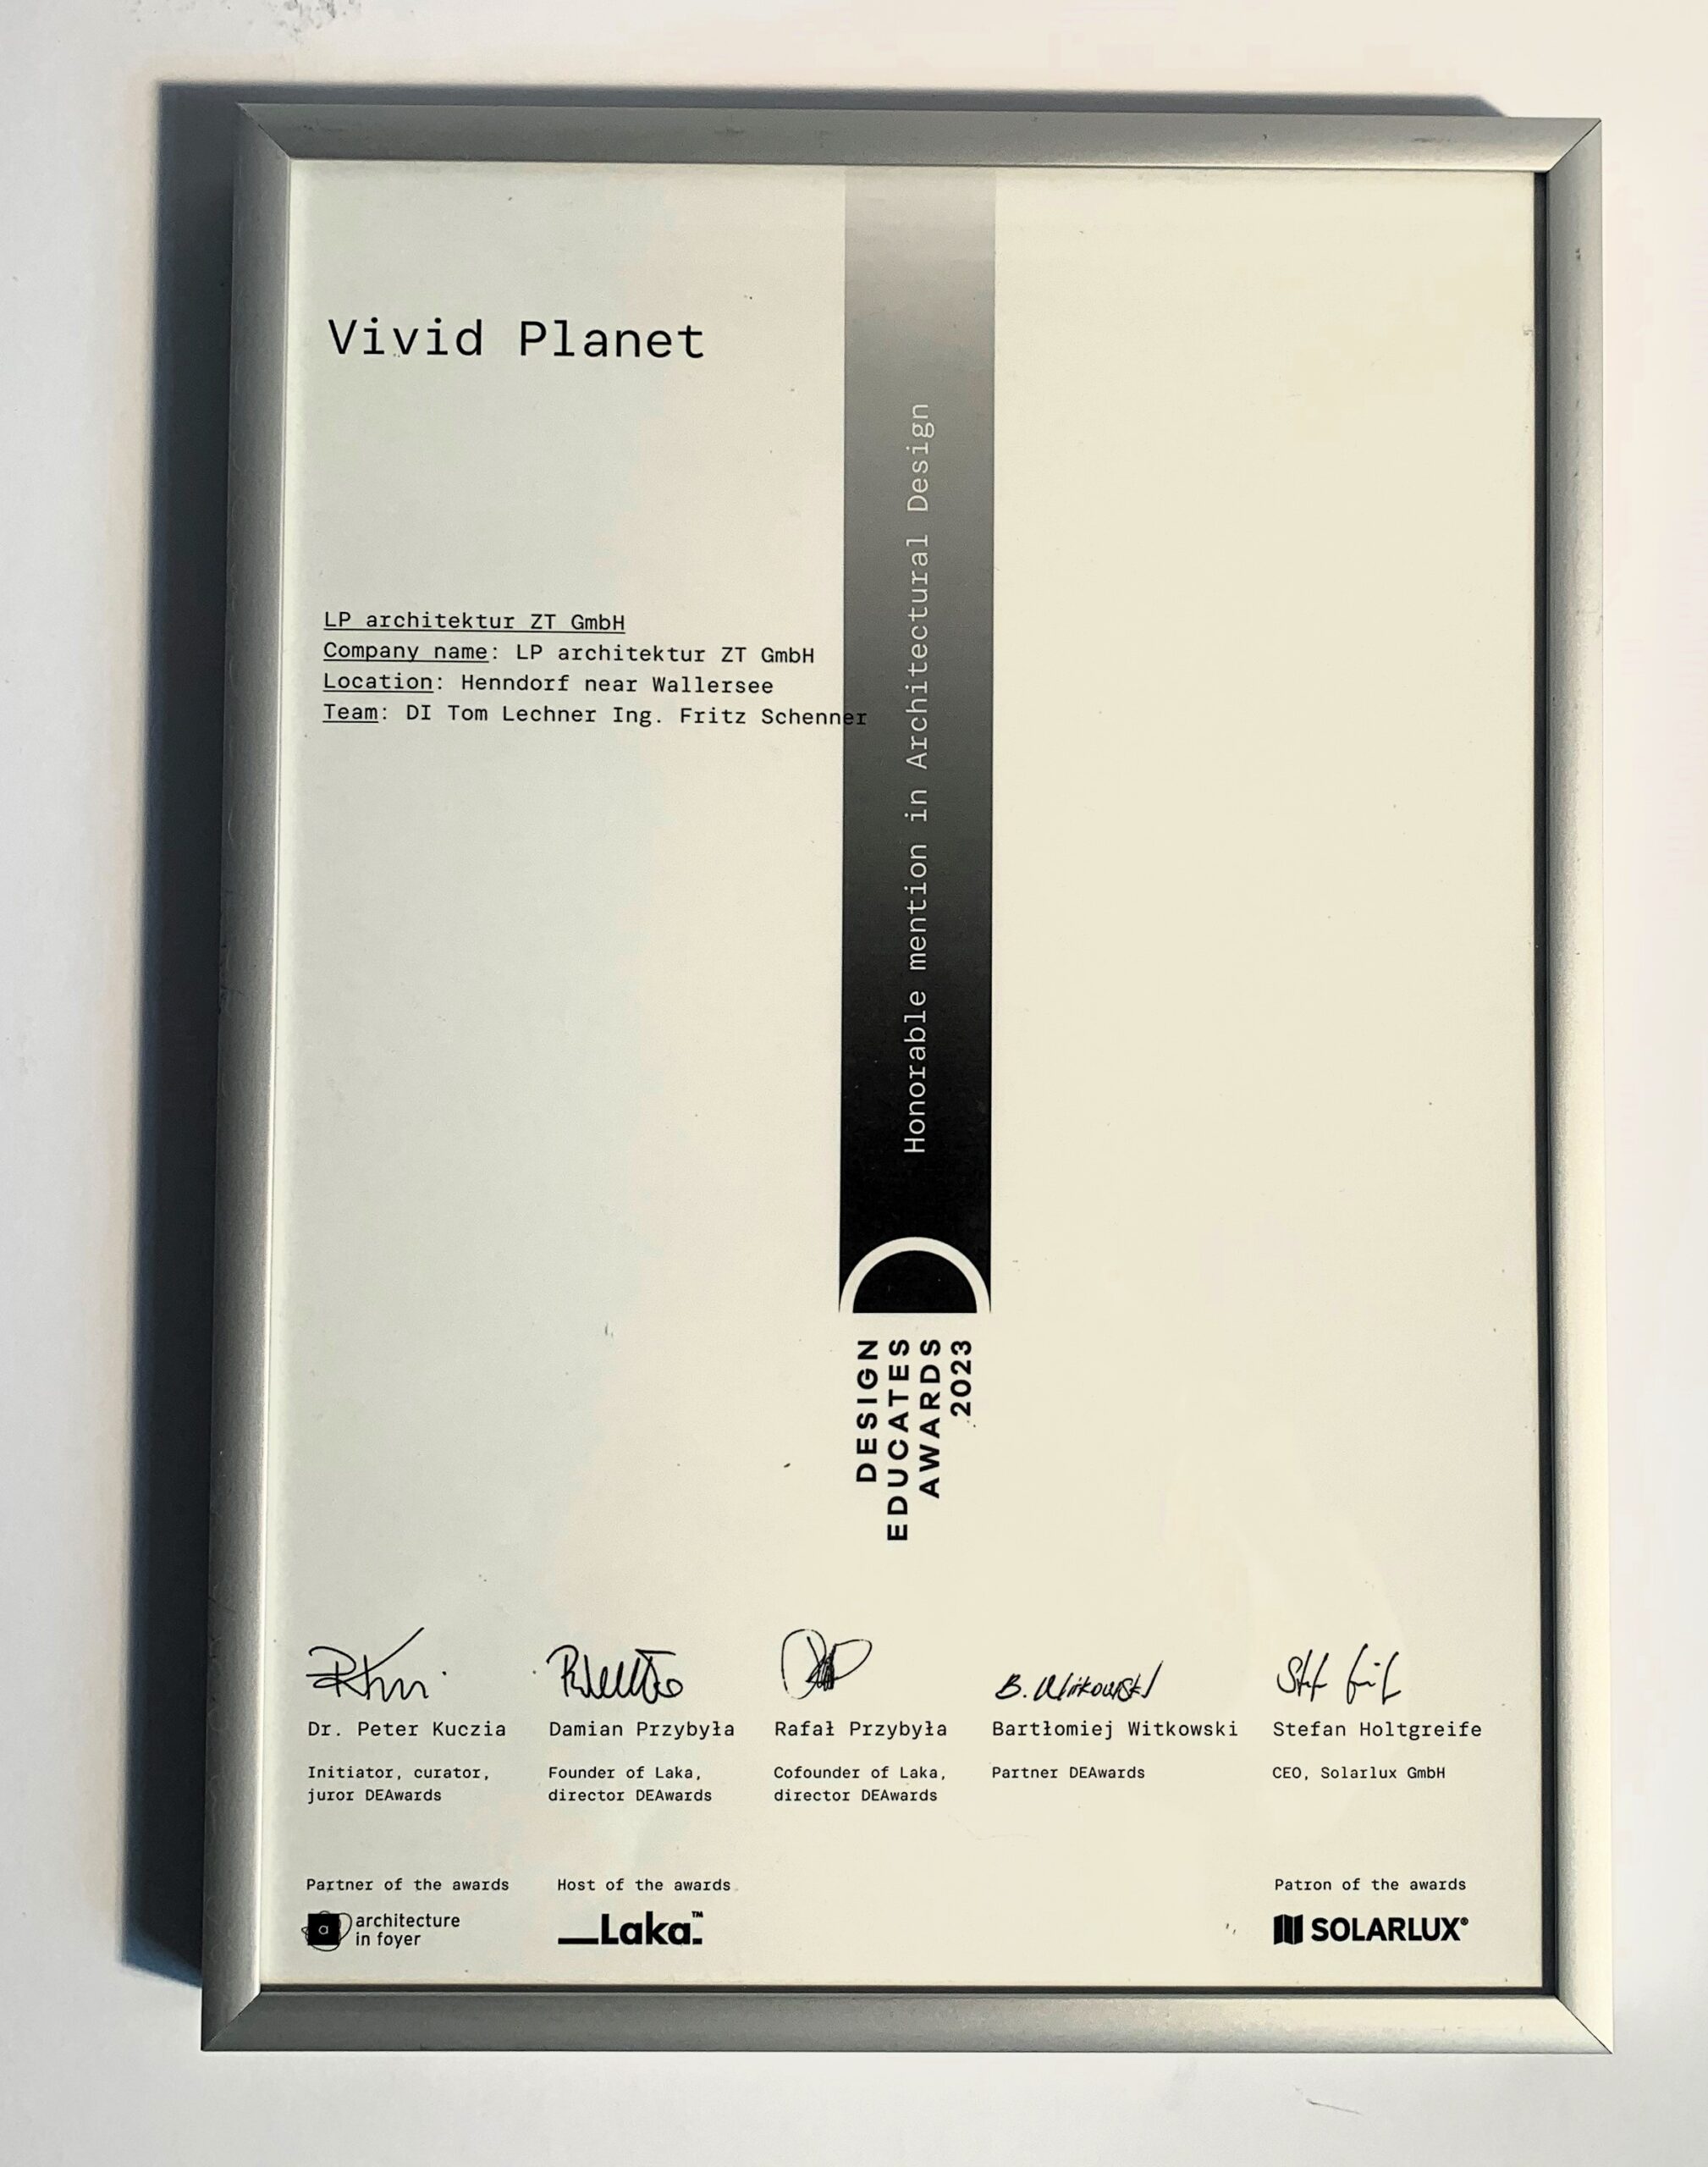 Vivid Planet
LP architektur ZT GmbH
Company name: LP architektur ZT GmbH
Location: Henndorf near Wallersee
Team: DI Tom Lechner Ing. Fritz Schenner
Honorable mention in Architectural Design
DESIGN
EDUCATES
AWARDS
2023
B. Witkowski
Dr. Peter Kuczia
Initiator, curator,
juror DEAwards
Damian Przybyła
Founder of Laka,
director DEAwards
Rafał Przybyła
Cofounder of Laka,
director DEAwards
Bartłomiej Witkowski
Partner DEAwards
Stefan Holtgreife
CEO, Solarlux GmbH
Partner of the awards
a architecture
in foyer
Host of the awards
Laka.™
Patron of the awards
SOLARLUX®